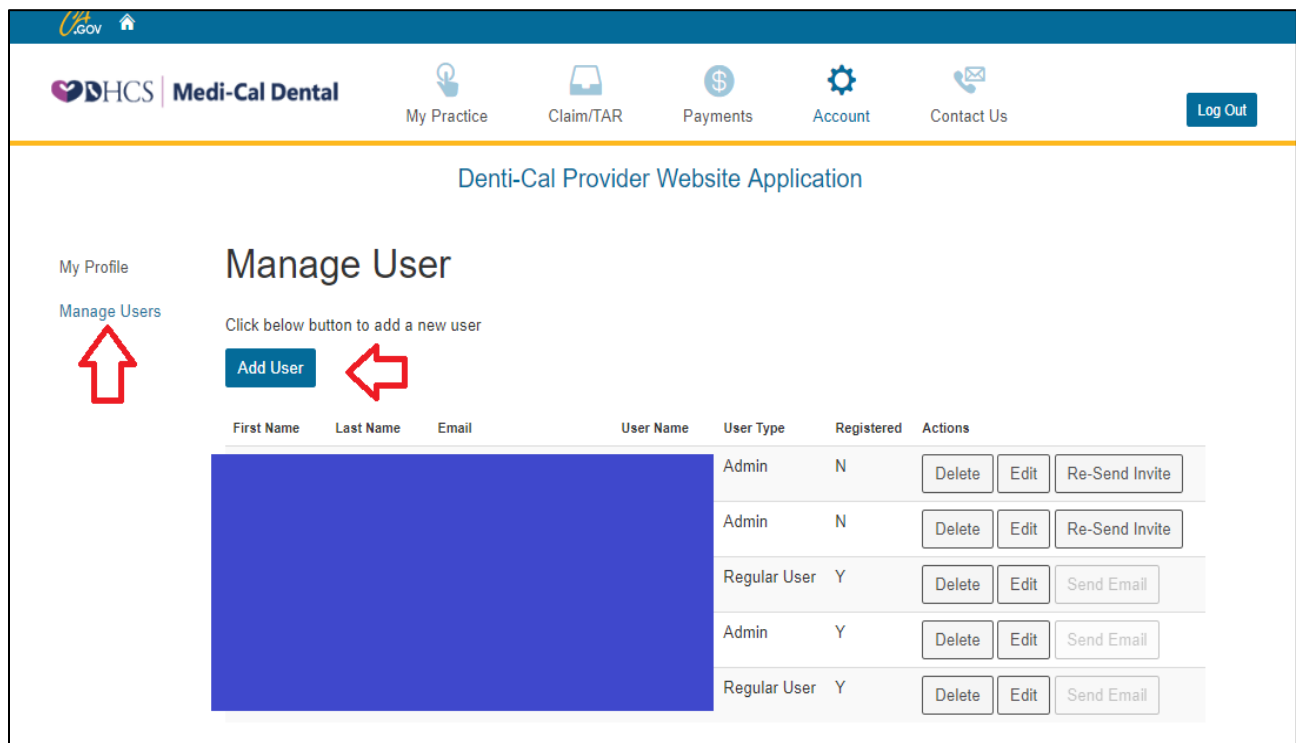 CA.GOV
DHCS | Medi-Cal Dental
My Practice Claim/TAR Payments Account Contact Us
Log Out
Denti-Cal Provider Website Application
My Profile
Manage User
Manage Users
Click below button to add a new user
Add User
First Name Last Name Email User Name User Type Registered Actions
Admin N Delete Edit Re-Send Invite
Admin N Delete Edit Re-Send Invite
Regular User Y Delete Edit Send Email
Admin Y Delete Edit Send Email
Regular User Y Delete Edit Send Email